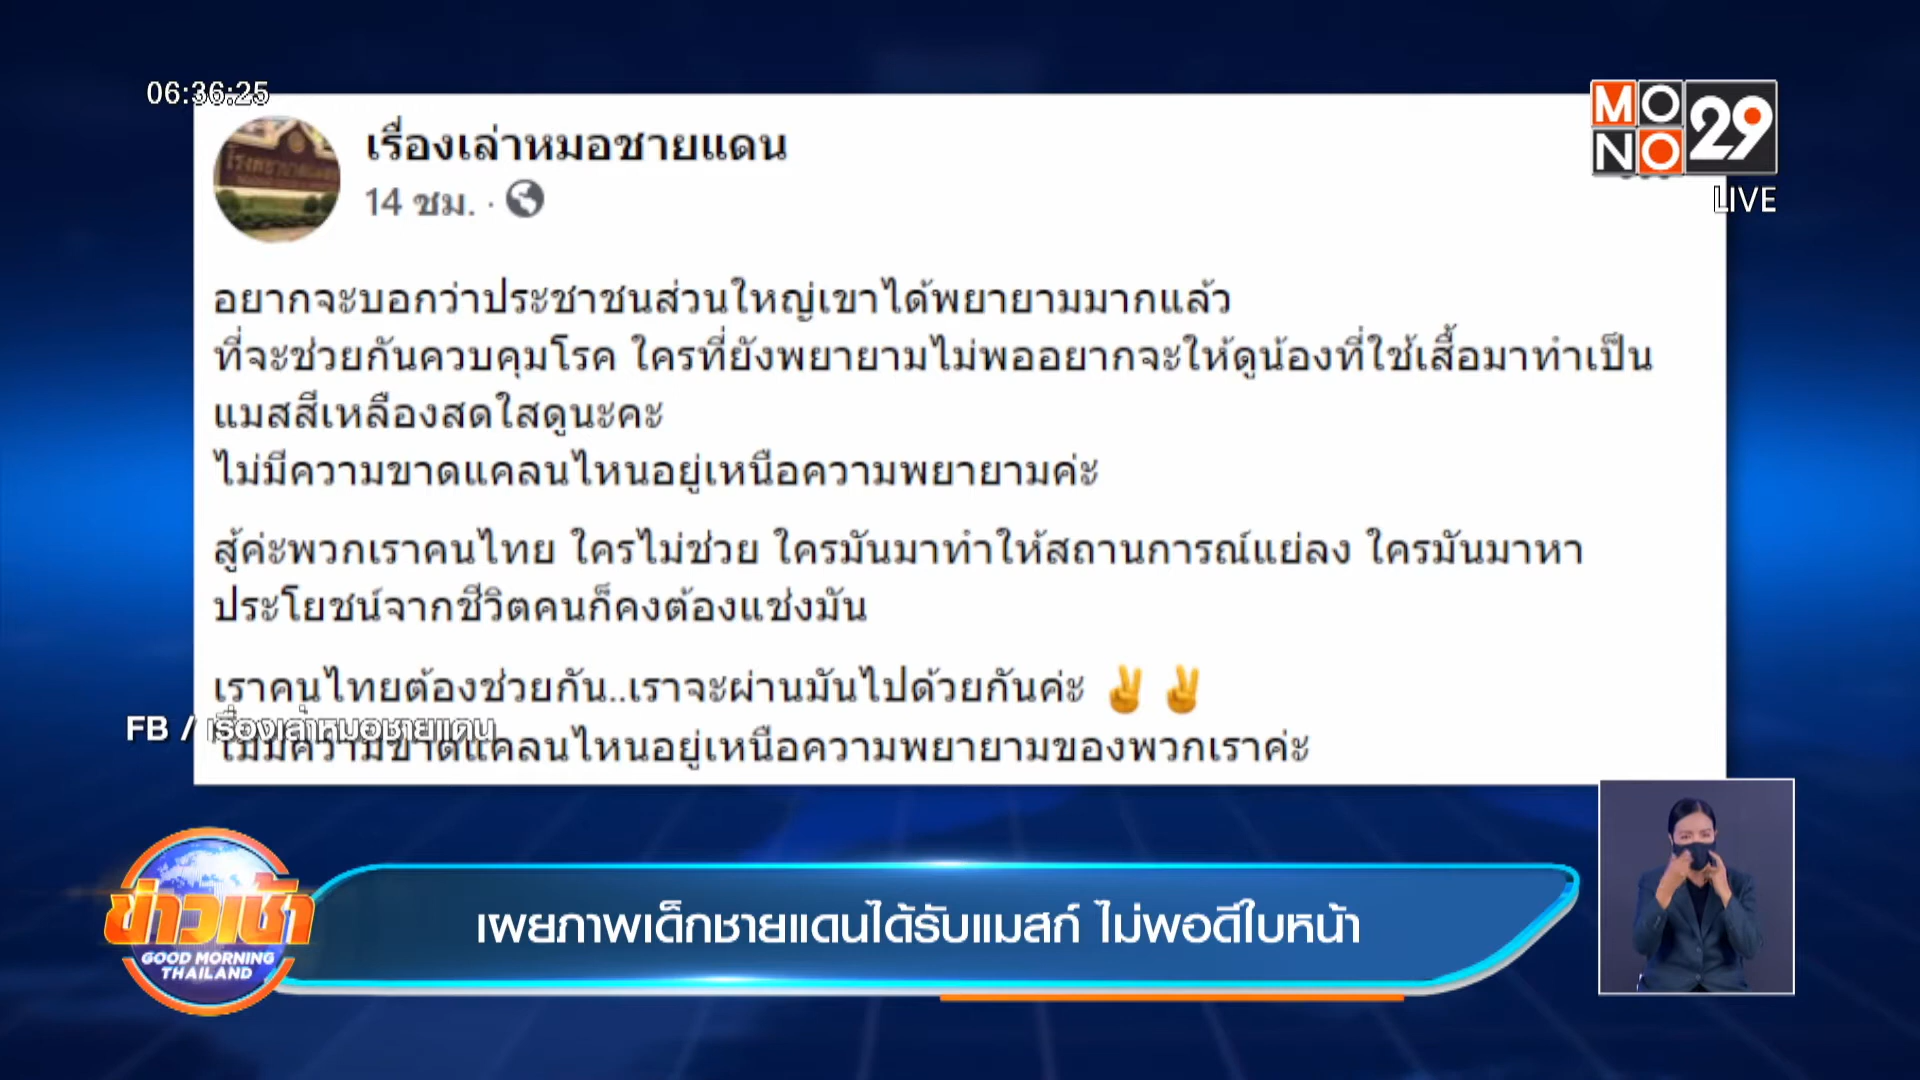 06:36:25
MONO 29
LIVE
เรื่องเล่าหมอชายแดน
14 ชม. ·
อยากจะบอกว่าประชาชนส่วนใหญ่เขาได้พยายามมากแล้ว
ที่จะช่วยกันควบคุมโรค ใครที่ยังพยายามไม่พออยากจะให้ดูน้องที่ใช้เสื้อมาทำเป็น
แมสสีเหลืองสดใสดูนะคะ
ไม่มีความขาดแคลนไหนอยู่เหนือความพยายามค่ะ
สู้ค่ะพวกเราคนไทย ใครไม่ช่วย ใครมันมาทำให้สถานการณ์แย่ลง ใครมันมาหา
ประโยชน์จากชีวิตคนก็คงต้องแช่งมัน
เราคนไทยต้องช่วยกัน..เราจะผ่านมันไปด้วยกันค่ะ ✌️ ✌️
FB / เรื่องเล่าหมอชายแดน
ไม่มีความขาดแคลนไหนอยู่เหนือความพยายามของพวกเราค่ะ
ข่าวเช้า
GOOD MORNING
THAILAND
เผยภาพเด็กชายแดนได้รับแมสก์ ไม่พอดีใบหน้า